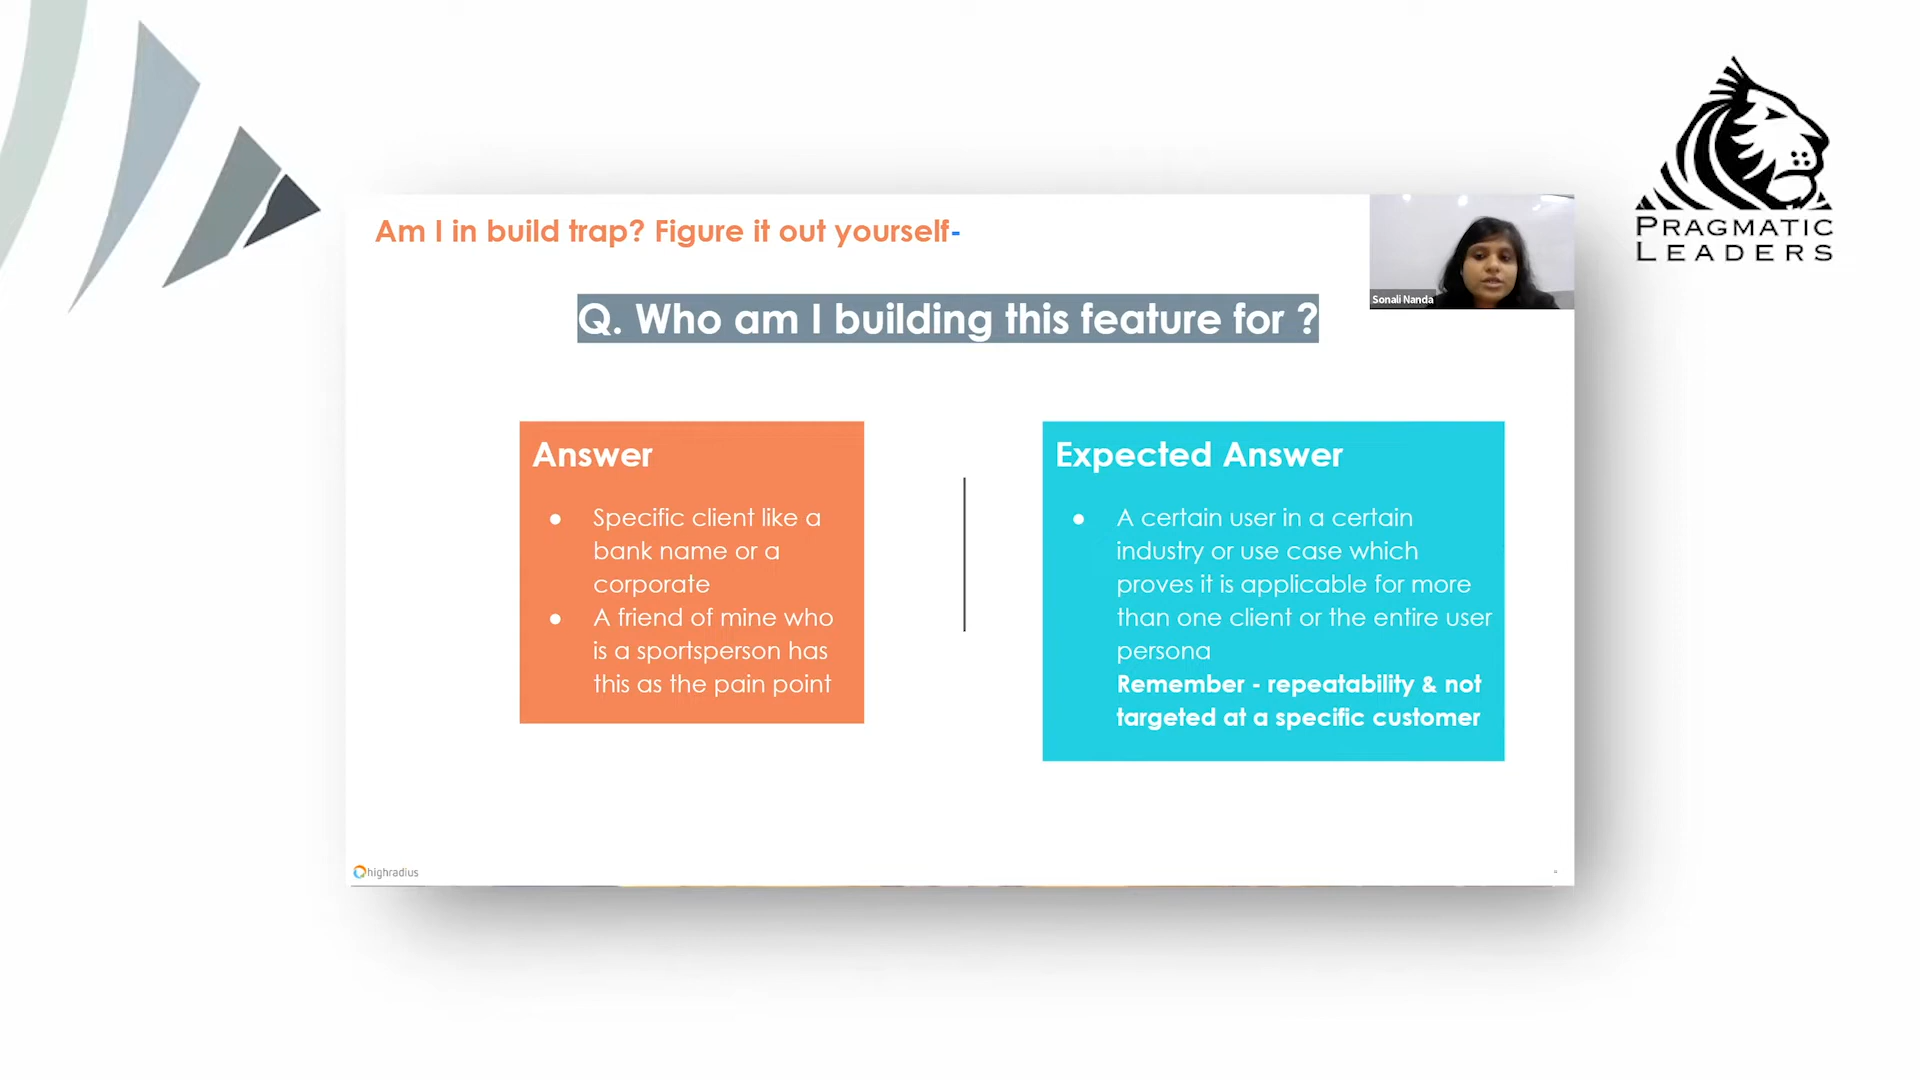 Am I in build trap? Figure it out yourself-
Q. Who am I building this feature for ?
Sonali Nanda
PRAGMATIC
LEADERS
Answer
● Specific client like a
bank name or a
corporate
● A friend of mine who
is a sportsperson has
this as the pain point
Expected Answer
● A certain user in a certain
industry or use case which
proves it is applicable for more
than one client or the entire user
persona
Remember - repeatability & not
targeted at a specific customer
highradius